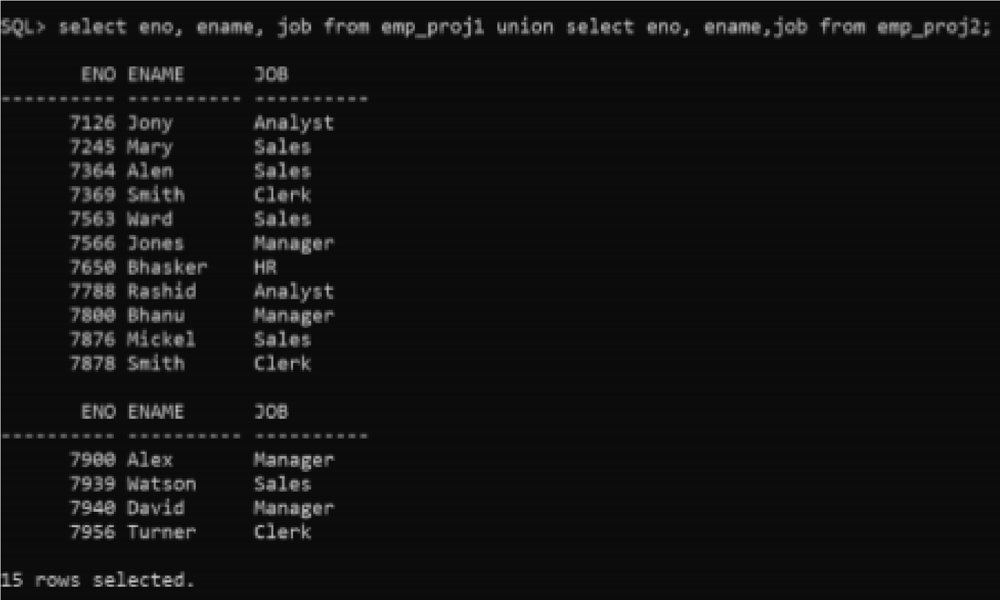 SQL> select eno, ename, job from emp_proj1 union select eno, ename,job from emp_proj2;
ENO ENAME JOB
---------- ---------- ----------
7126 Jony Analyst
7245 Mary Sales
7364 Alen Sales
7369 Smith Clerk
7563 Ward Sales
7566 Jones Manager
7650 Bhasker HR
7788 Rashid Analyst
7800 Bhanu Manager
7876 Mickel Sales
7878 Smith Clerk
ENO ENAME JOB
---------- ---------- ----------
7900 Alex Manager
7939 Watson Sales
7940 David Manager
7956 Turner Clerk
15 rows selected.